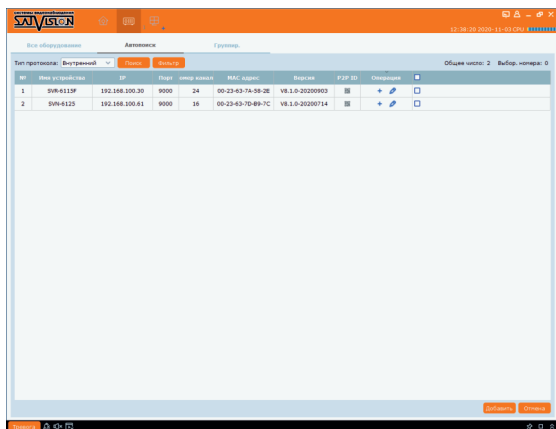 системы видеонаблюдения
SATVISION
12:38:20 2020-11-03 CPU
Все оборудование Автопоиск Группир.
Тип протокола: Внутренний Поиск Фильтр Общее число: 2 Выбор. номера: 0
№ Имя устройства IP Порт омер канал MAC адрес Версия P2P ID Операция
1 SVR-6115F 192.168.100.30 9000 24 00-23-63-7A-58-2E V8.1.0-20200903
2 SVN-6125 192.168.100.61 9000 16 00-23-63-7D-B9-7C V8.1.0-20200714
Добавить Отмена
Тревога